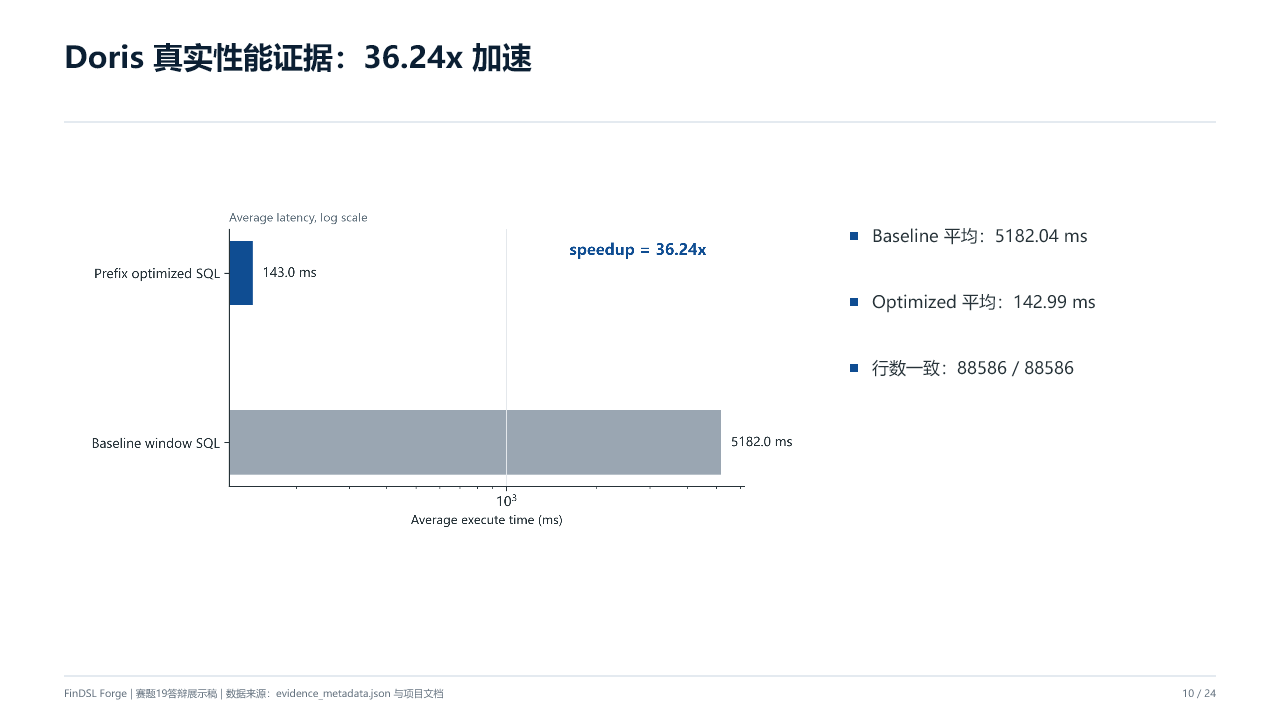 Doris 真实性能证据：36.24x 加速
Average latency, log scale
speedup = 36.24x
Prefix optimized SQL
143.0 ms
Baseline window SQL
5182.0 ms
10³
Average execute time (ms)
Baseline 平均：5182.04 ms
Optimized 平均：142.99 ms
行数一致：88586 / 88586
FinDSL Forge | 赛题19答辩展示稿 | 数据来源：evidence_metadata.json 与项目文档
10 / 24